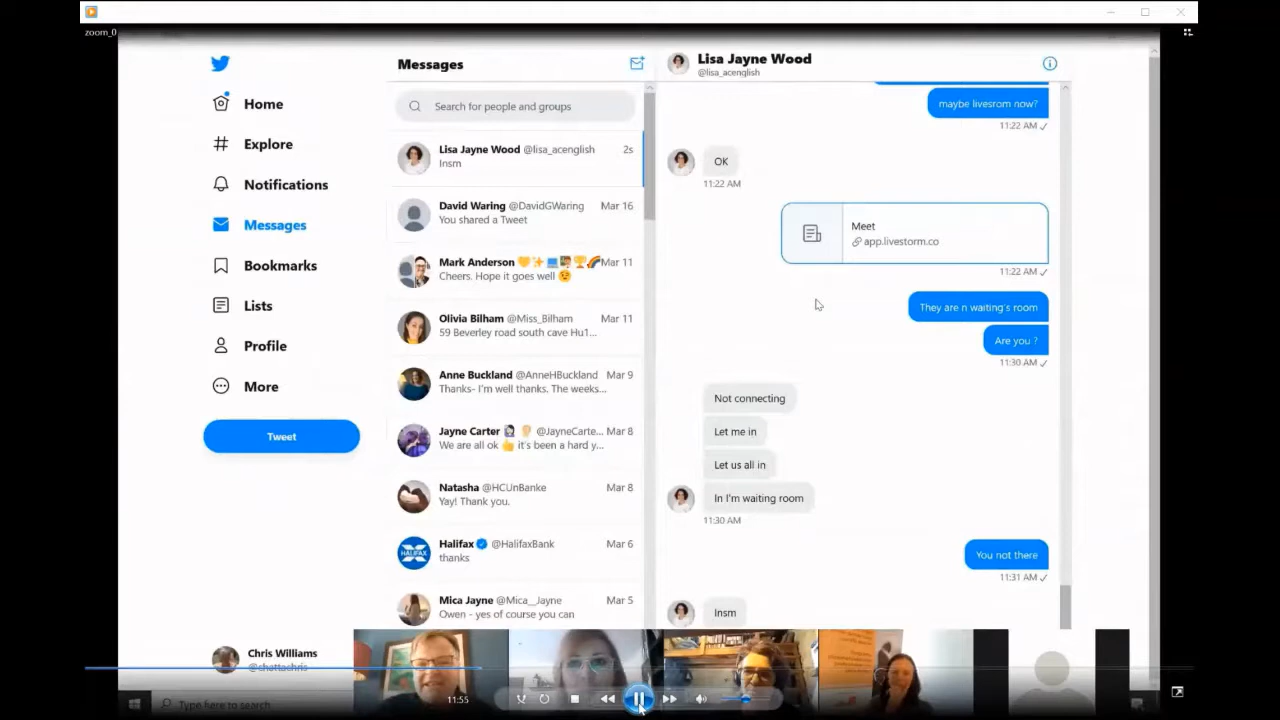 zoom_0
Home
Explore
Notifications
Messages
Bookmarks
Lists
Profile
More
Tweet
Chris Williams
@chattachris
Type here to search
Messages
Search for people and groups
Lisa Jayne Wood @lisa_acenglish 2s
Insm
David Waring @DavidGWaring Mar 16
You shared a Tweet
Mark Anderson Mar 11
Cheers. Hope it goes well
Olivia Bilham @Miss_Bilham Mar 11
59 Beverley road south cave Hu1...
Anne Buckland @AnneHBuckland Mar 9
Thanks- I'm well thanks. The weeks...
Jayne Carter @JayneCarte... Mar 8
We are all ok 👍 it's been a hard y...
Natasha @HCUnBanke Mar 8
Yay! Thank you.
Halifax @HalifaxBank Mar 6
thanks
Mica Jayne @Mica__Jayne Mar 5
Owen - yes of course you can
Lisa Jayne Wood
@lisa_acenglish
maybe livesrom now?
11:22 AM
OK
11:22 AM
Meet
app.livestorm.co
11:22 AM
They are n waiting's room
Are you ?
11:30 AM
Not connecting
Let me in
Let us all in
In I'm waiting room
11:30 AM
You not there
11:31 AM
Insm
11:55